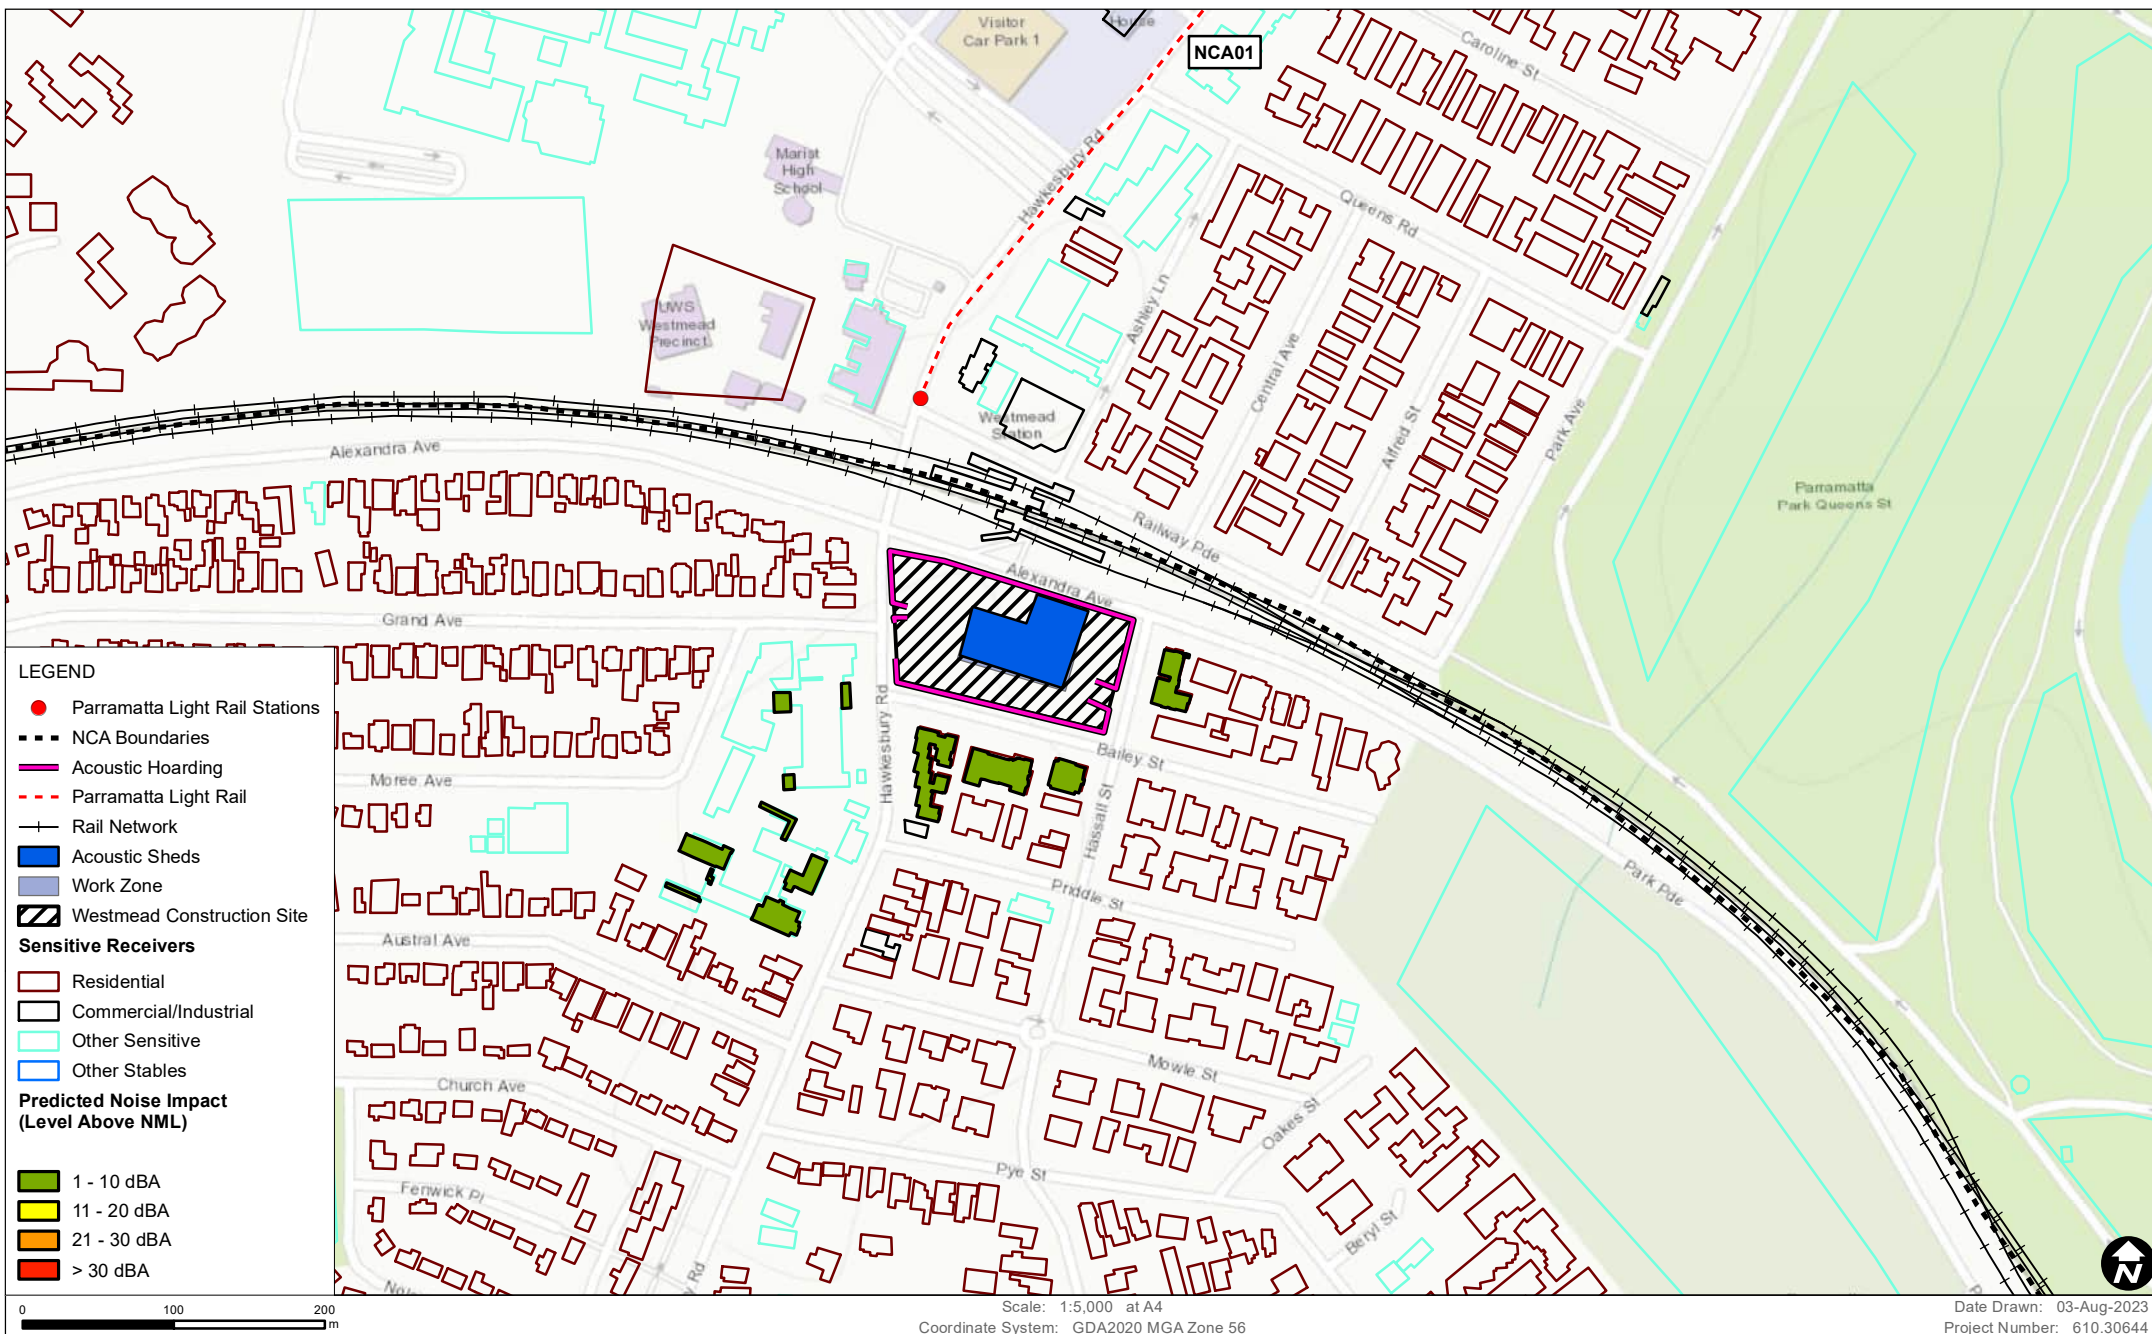 Visitor
Car Park 1
House
NCA01
Caroline St
Marist
High
School
Hawkesbury Rd
Queens Rd
UWS
Westmead
Precinct
Ashley Ln
Central Ave
Westmead
Station
Alfred St
Park Ave
Alexandra Ave
Parramatta
Park Queens St
Railway Pde
Alexandra Ave
Grand Ave
Hawkesbury Rd
Bailey St
Moree Ave
Hassall St
Priddle St
Park Pde
Austral Ave
Mowle St
Church Ave
Oakes St
Pye St
Fenwick Pl
Beryl St
y Rd
LEGEND
Parramatta Light Rail Stations
NCA Boundaries
Acoustic Hoarding
Parramatta Light Rail
Rail Network
Acoustic Sheds
Work Zone
Westmead Construction Site
Sensitive Receivers
Residential
Commercial/Industrial
Other Sensitive
Other Stables
Predicted Noise Impact
(Level Above NML)
1 - 10 dBA
11 - 20 dBA
21 - 30 dBA
> 30 dBA
N
0 100 200
m
Scale: 1:5,000 at A4
Coordinate System: GDA2020 MGA Zone 56
Date Drawn: 03-Aug-2023
Project Number: 610.30644